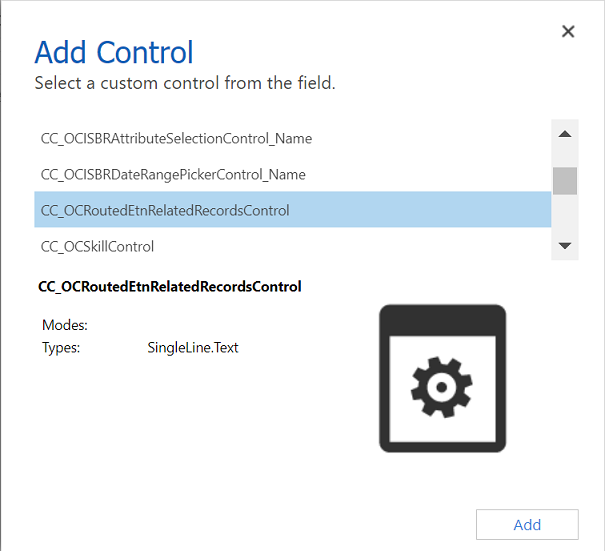 Add Control
Select a custom control from the field.
CC_OCISBRAttributeSelectionControl_Name
CC_OCISBRDateRangePickerControl_Name
CC_OCRoutedEtnRelatedRecordsControl
CC_OCSkillControl
CC_OCRoutedEtnRelatedRecordsControl
Modes:
Types: SingleLine.Text
Add